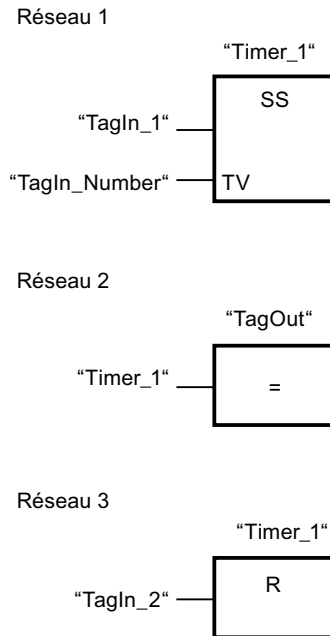 Réseau 1
“Timer_1“
SS
“TagIn_1“
“TagIn_Number“
TV
Réseau 2
“TagOut“
“Timer_1“
=
Réseau 3
“Timer_1“
R
“TagIn_2“